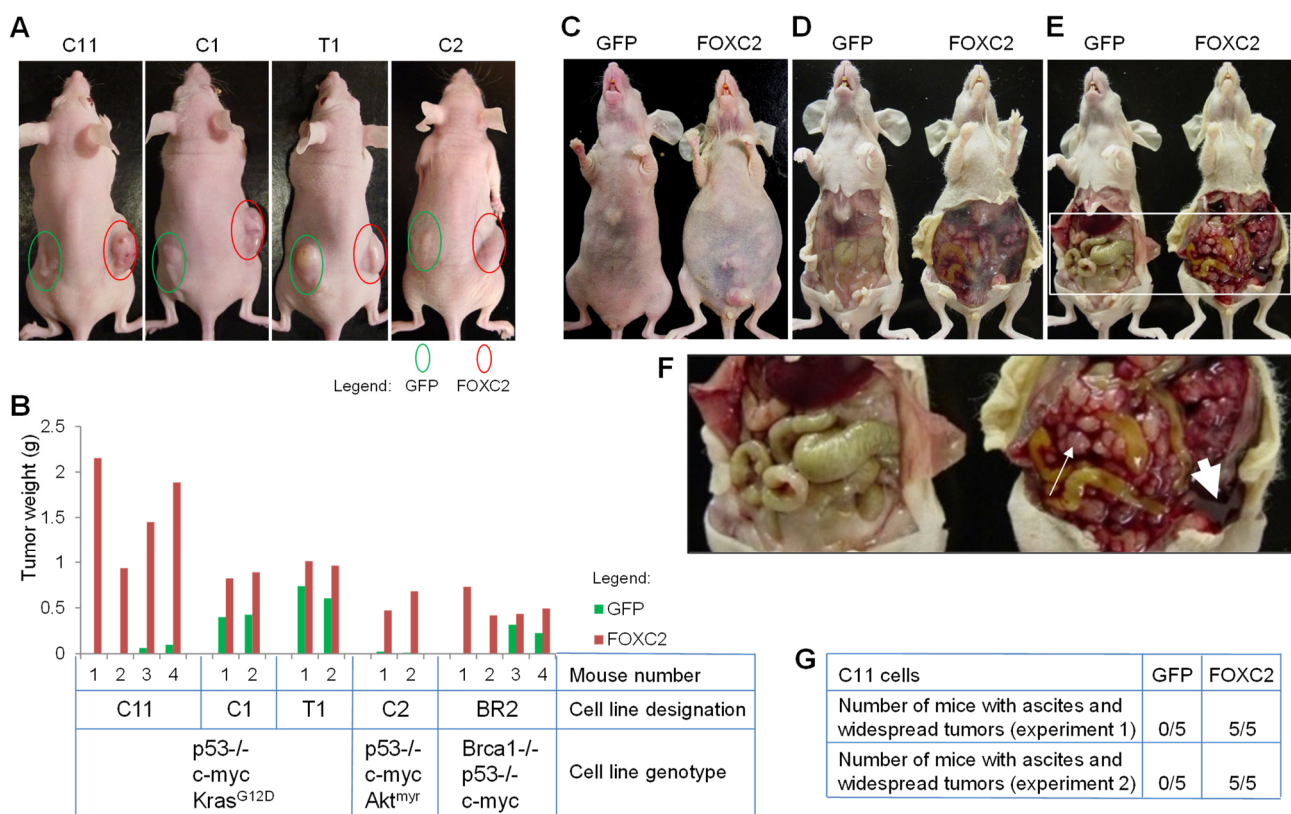 A
C11 C1 T1 C2
Legend: GFP FOXC2
C
GFP FOXC2
D
GFP FOXC2
E
GFP FOXC2
F
B
Tumor weight (g)
2.5
2
1.5
1
0.5
0
Legend:
GFP
FOXC2
1 2 3 4 1 2 1 2 1 2 1 2 3 4 Mouse number
C11 C1 T1 C2 BR2 Cell line designation
p53-/-
c-myc
KrasG12D
p53-/-
c-myc
Aktmyr
Brca1-/-
p53-/-
c-myc
Cell line genotype
G
C11 cells GFP FOXC2
Number of mice with ascites and
widespread tumors (experiment 1) 0/5 5/5
Number of mice with ascites and
widespread tumors (experiment 2) 0/5 5/5